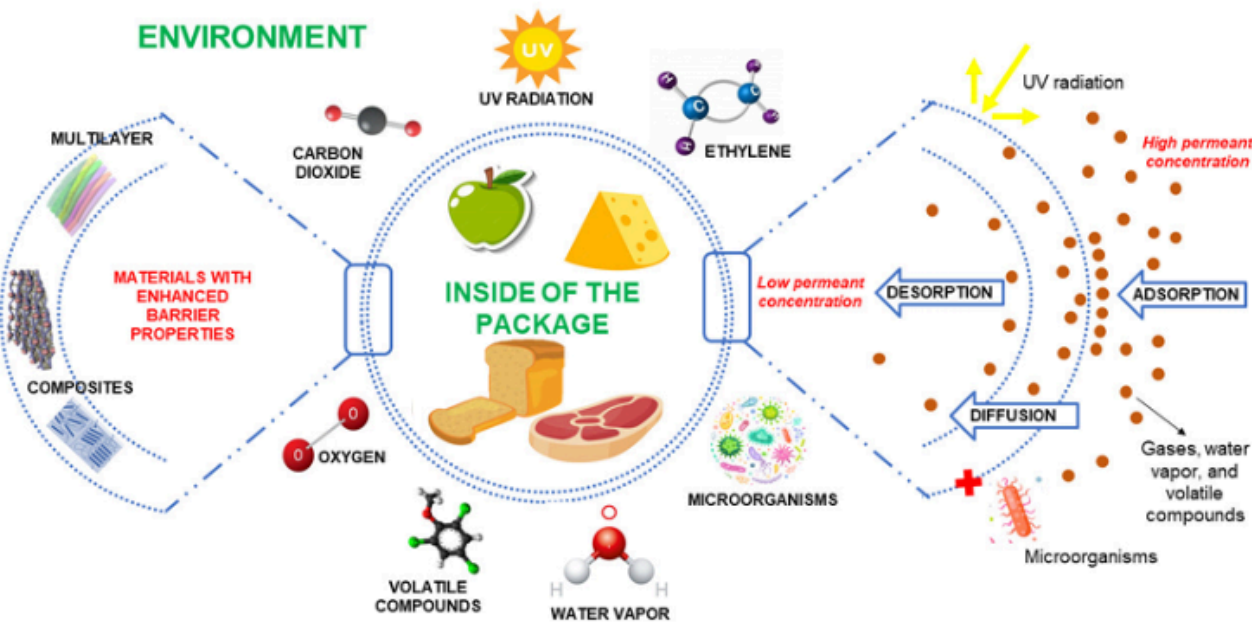 ENVIRONMENT
UV
UV RADIATION
CARBON
DIOXIDE
H
H
C
C
H
H
ETHYLENE
MULTILAYER
MATERIALS WITH
ENHANCED
BARRIER
PROPERTIES
COMPOSITES
INSIDE OF THE
PACKAGE
O
O
OXYGEN
VOLATILE
COMPOUNDS
O
H
H
WATER VAPOR
MICROORGANISMS
UV radiation
High permeant
concentration
Low permeant
concentration
DESORPTION
ADSORPTION
DIFFUSION
Gases, water
vapor, and
volatile
compounds
Microorganisms